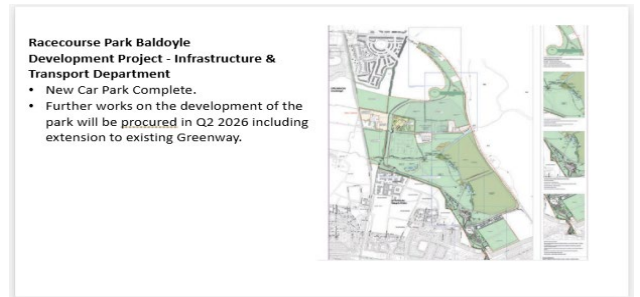 Racecourse Park Baldoyle
Development Project - Infrastructure &
Transport Department
• New Car Park Complete.
• Further works on the development of the
park will be procured in Q2 2026 including
extension to existing Greenway.